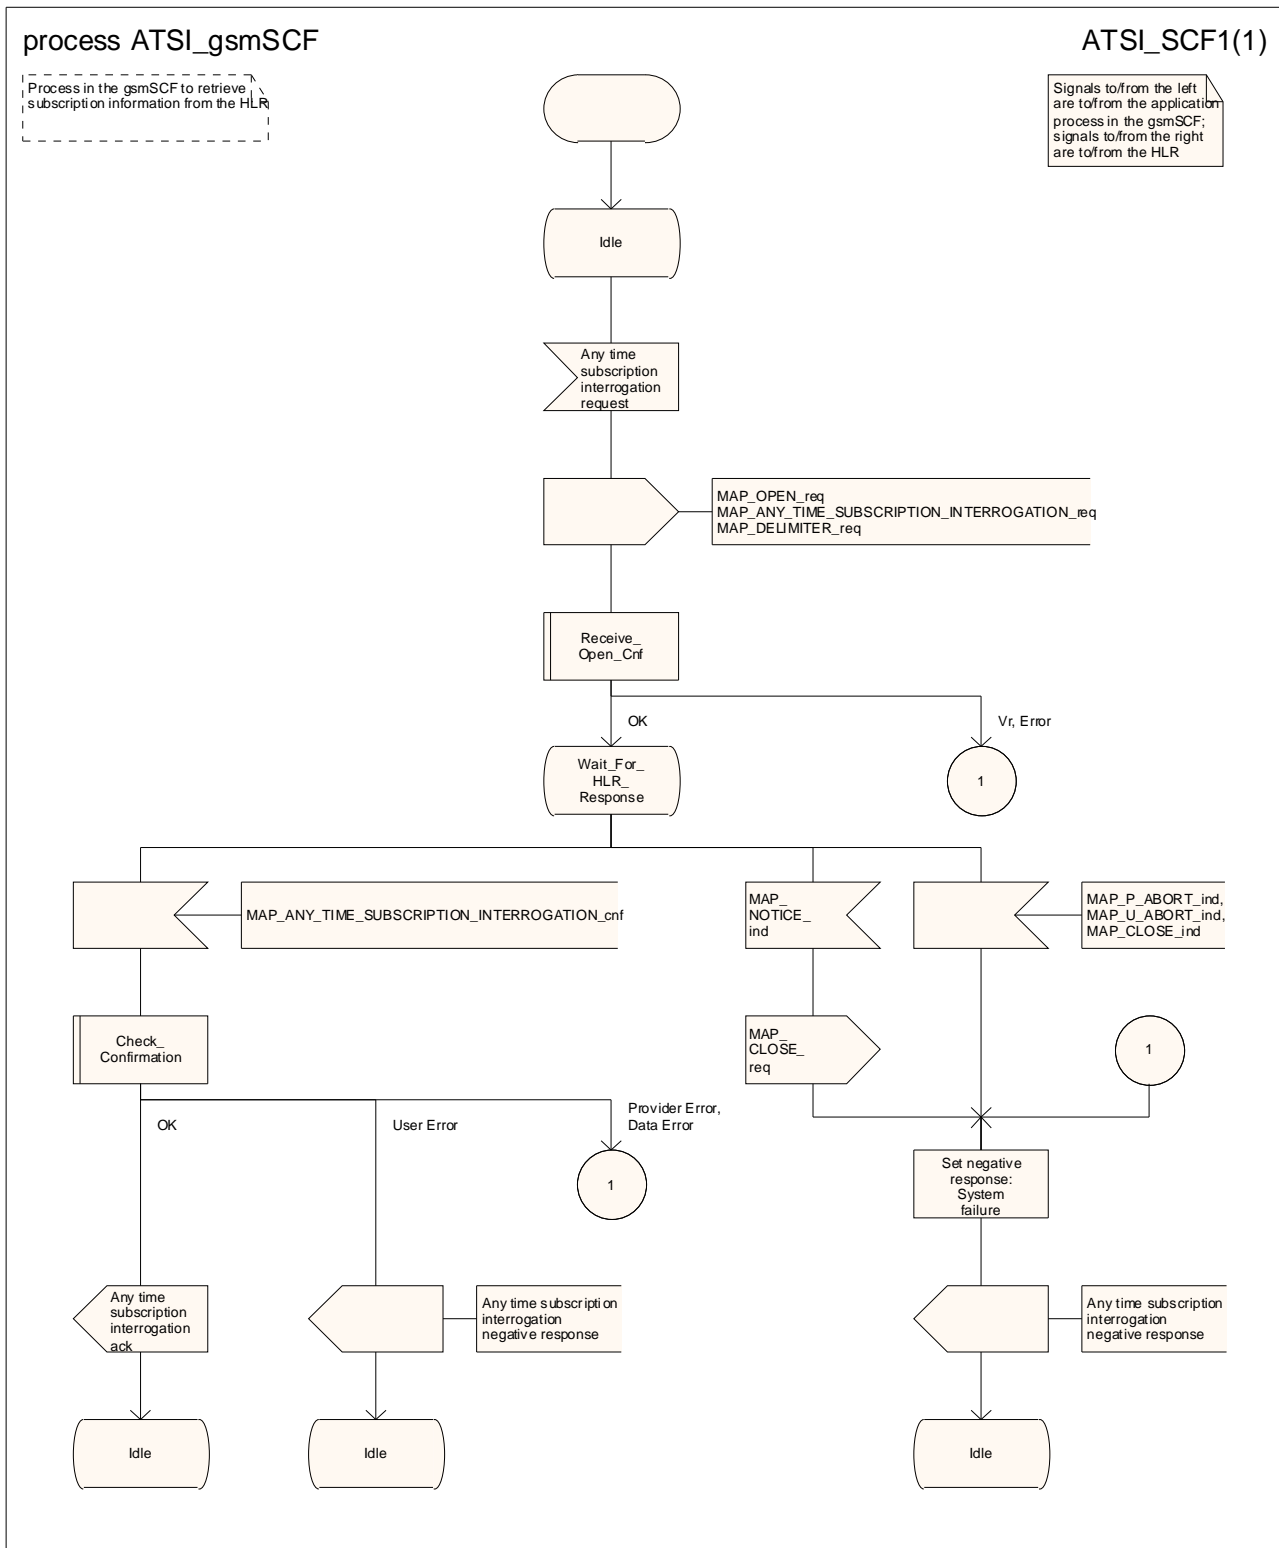 process ATSI_gsmSCF
ATSI_SCF1(1)
Process in the gsmSCF to retrieve
subscription information from the HLR
Signals to/from the left
are to/from the application
process in the gsmSCF;
signals to/from the right
are to/from the HLR
Idle
Any time
subscription
interrogation
request
MAP_OPEN_req
MAP_ANY_TIME_SUBSCRIPTION_INTERROGATION_req
MAP_DELIMITER_req
Receive_
Open_Cnf
OK
Vr, Error
Wait_For_
HLR_
Response
1
MAP_ANY_TIME_SUBSCRIPTION_INTERROGATION_cnf
MAP_
NOTICE_
ind
MAP_P_ABORT_ind,
MAP_U_ABORT_ind,
MAP_CLOSE_ind
Check_
Confirmation
MAP_
CLOSE_
req
1
OK
User Error
Provider Error,
Data Error
1
Set negative
response:
System
failure
Any time
subscription
interrogation
ack
Any time subscription
interrogation
negative response
Any time subscription
interrogation
negative response
Idle
Idle
Idle